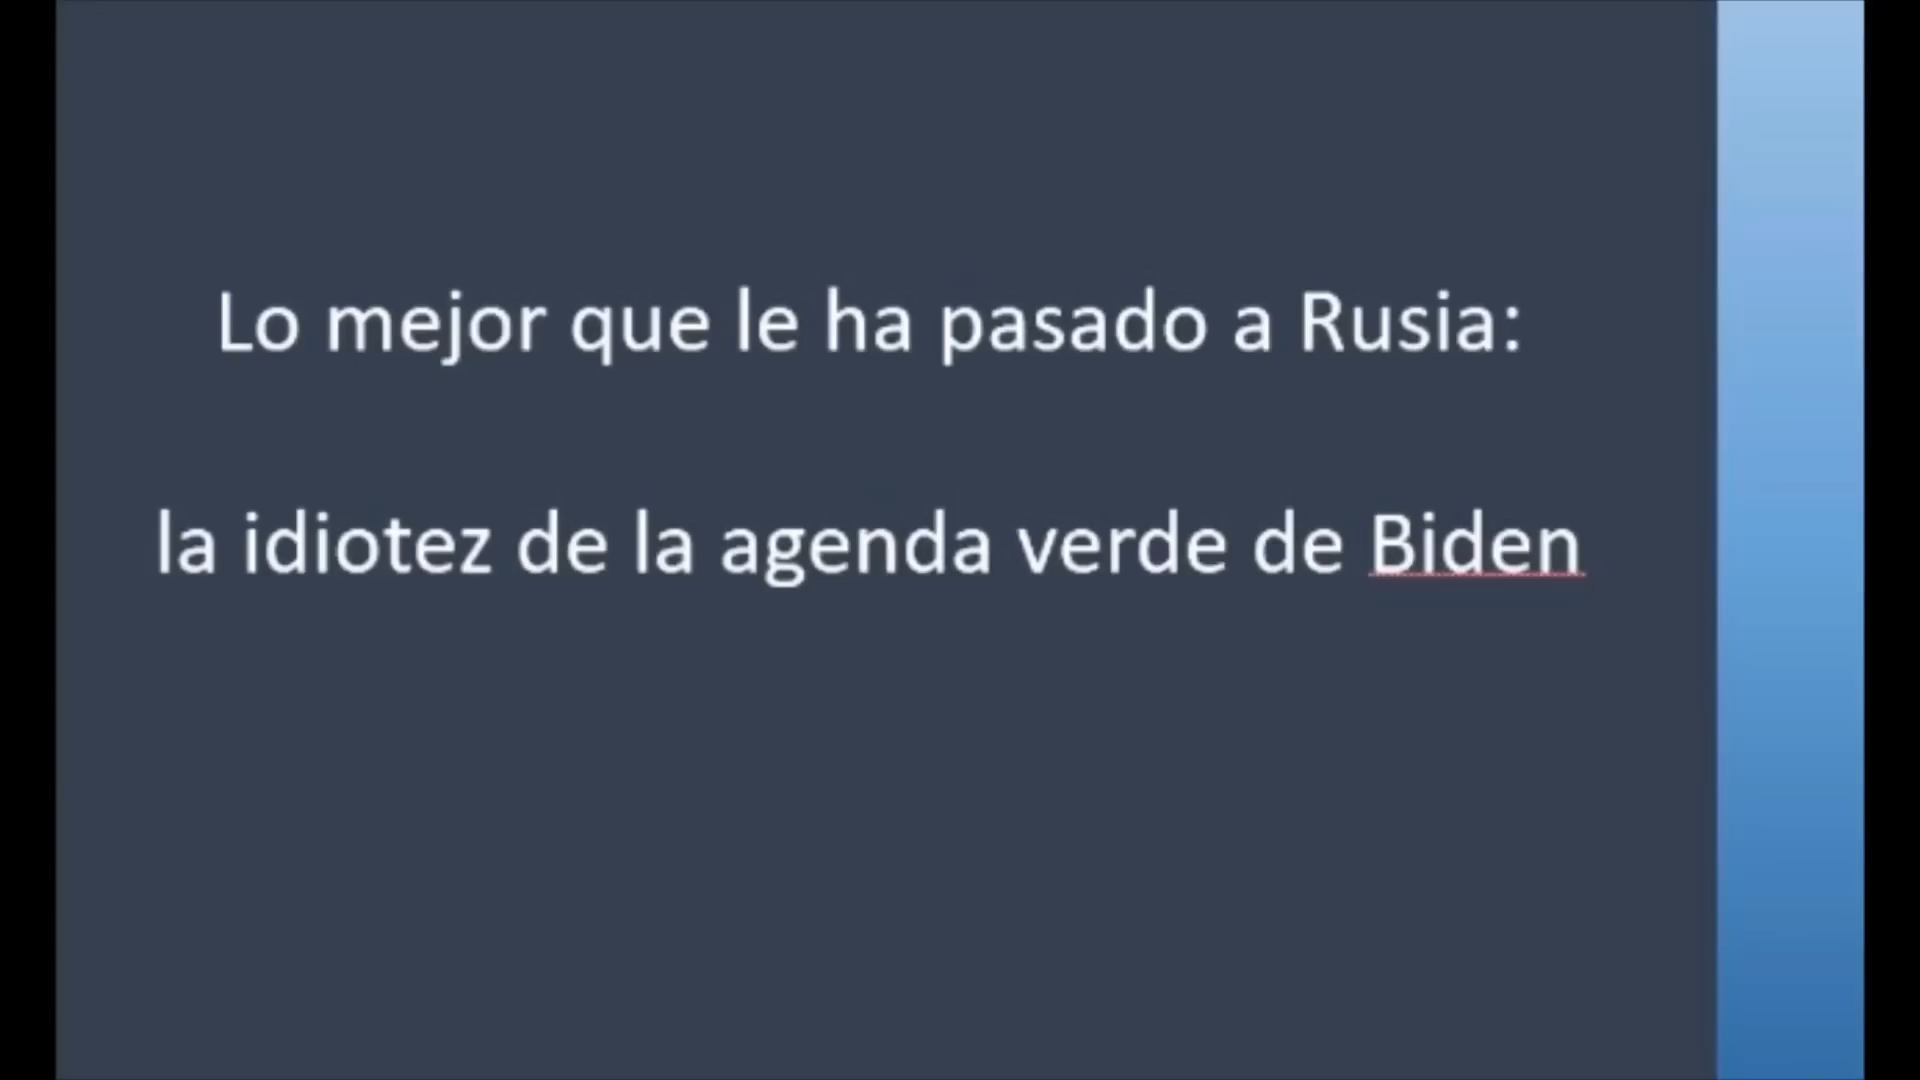 Lo mejor que le ha pasado a Rusia:
la idiotez de la agenda verde de Biden